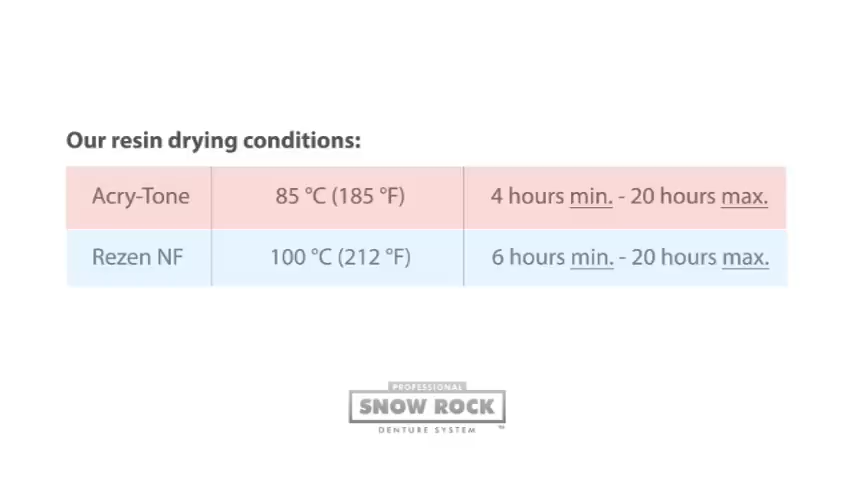 Our resin drying conditions:
Acry-Tone 85 °C (185 °F) 4 hours min. - 20 hours max.
Rezen NF 100 °C (212 °F) 6 hours min. - 20 hours max.
PROFESSIONAL
SNOW ROCK
DENTURE SYSTEM ™